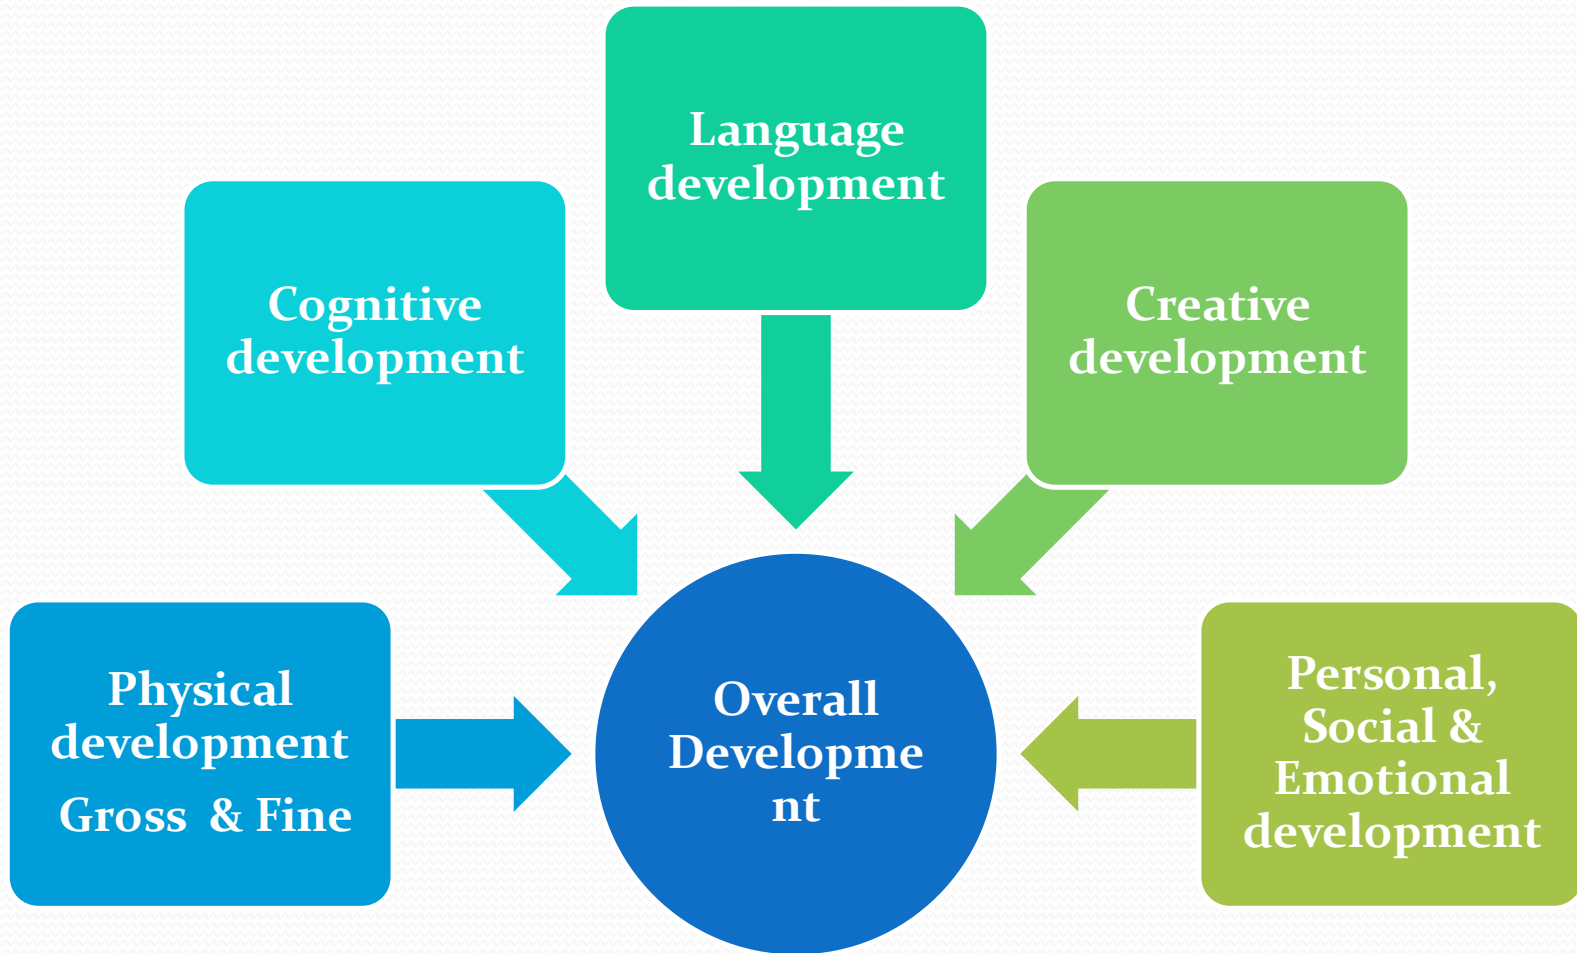 Language
development
Cognitive
development
Creative
development
Physical
development
Gross & Fine
Overall
Developme
nt
Personal,
Social &
Emotional
development